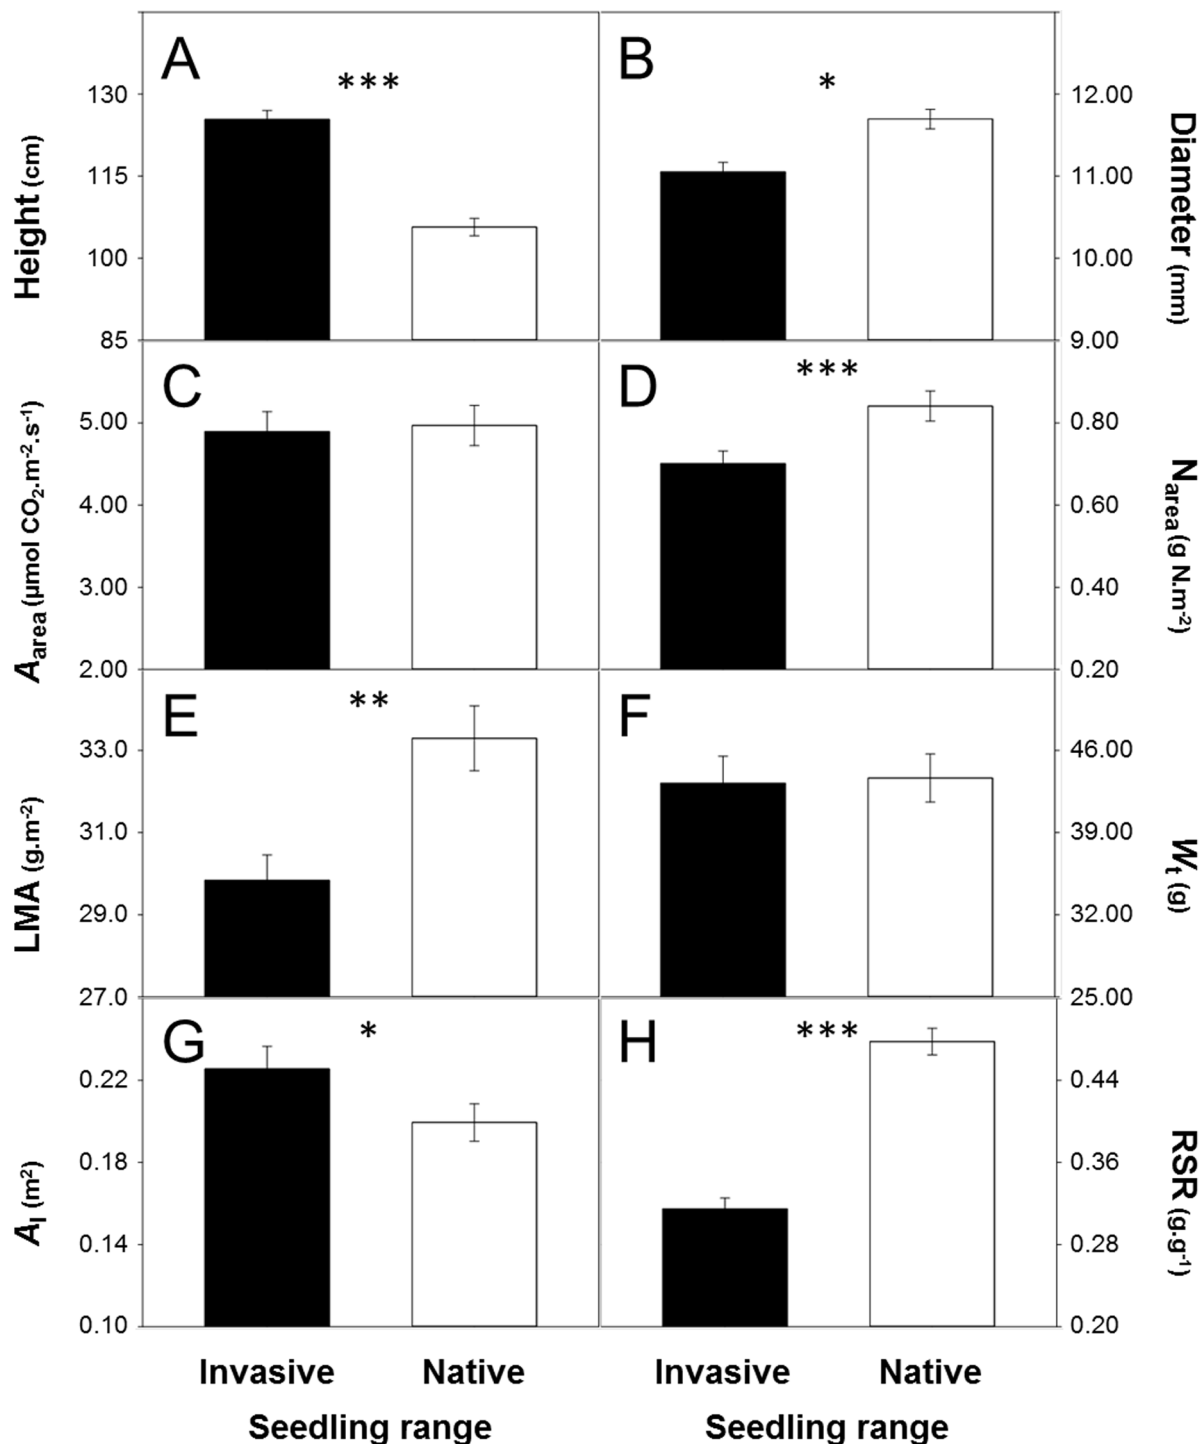 A
***
130
115
100
85
Height (cm)
B
*
12.00
11.00
10.00
9.00
Diameter (mm)
C
5.00
4.00
3.00
2.00
Aarea (µmol CO2.m-2.s-1)
D
***
0.80
0.60
0.40
0.20
Narea (g N.m-2)
E
**
33.0
31.0
29.0
27.0
LMA (g.m-2)
F
46.00
39.00
32.00
25.00
Wt (g)
G
*
0.22
0.18
0.14
0.10
Al (m2)
H
***
0.44
0.36
0.28
0.20
RSR (g.g-1)
Invasive Native Invasive Native
Seedling range Seedling range